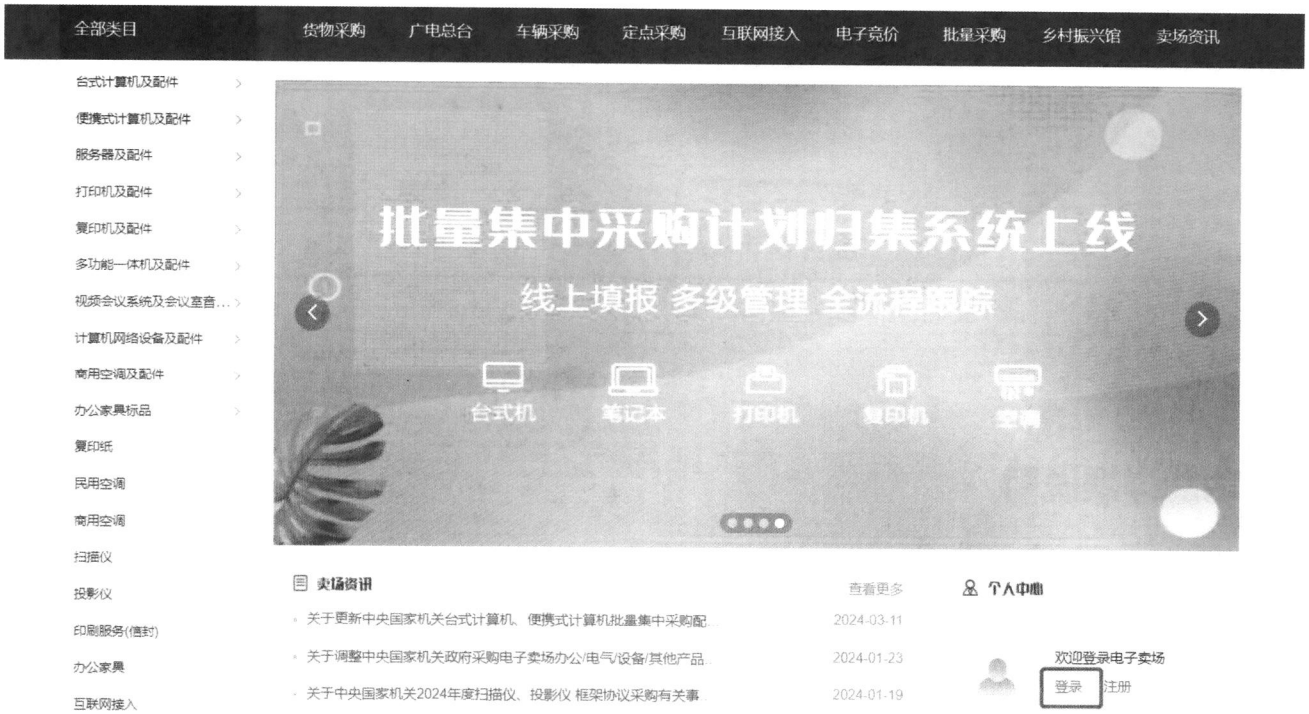 全部类目 货物采购 广电总台 车辆采购 定点采购 互联网接入 电子竞价 批量采购 乡村振兴馆 卖场资讯
台式计算机及配件
便携式计算机及配件
服务器及配件
打印机及配件
复印机及配件
多功能一体机及配件
视频会议系统及会议室音...
计算机网络设备及配件
商用空调及配件
办公家具标品
复印纸
民用空调
商用空调
扫描仪
投影仪
印刷服务(信封)
办公家具
互联网接入
批量集中采购计划归集系统上线
线上填报 多级管理 全流程跟踪
台式机 笔记本 打印机 复印机 空调
卖场资讯 查看更多
关于更新中央国家机关台式计算机、便携式计算机批量集中采购配... 2024-03-11
关于调整中央国家机关政府采购电子卖场办公/电气/设备/其他产品... 2024-01-23
关于中央国家机关2024年度扫描仪、投影仪 框架协议采购有关事... 2024-01-19
个人中心
欢迎登录电子卖场
登录 注册